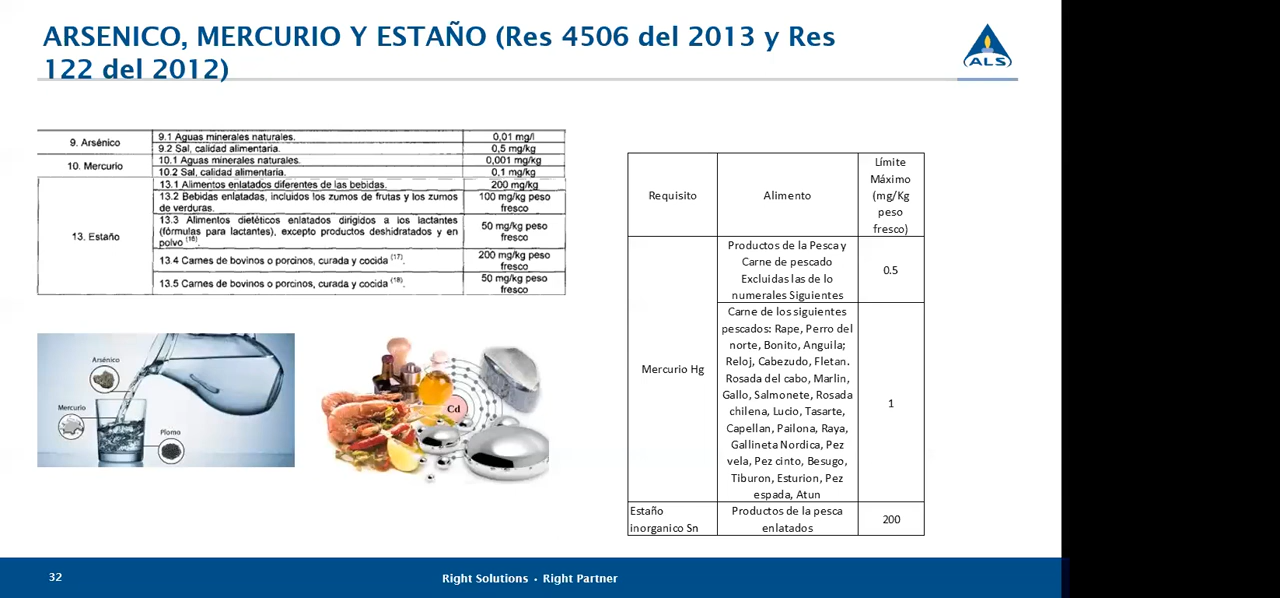 ARSENICO, MERCURIO Y ESTAÑO (Res 4506 del 2013 y Res
122 del 2012)
ALS
9. Arsénico
9.1 Aguas minerales naturales.
0,01 mg/l
9.2 Sal, calidad alimentaria.
0,5 mg/kg
10. Mercurio
10.1 Aguas minerales naturales.
0,001 mg/kg
10.2 Sal, calidad alimentaria.
0,1 mg/kg
13. Estaño
13.1 Alimentos enlatados diferentes de las bebidas.
200 mg/kg
13.2 Bebidas enlatadas, incluidos los zumos de frutas y los zumos
de verduras.
100 mg/kg peso
fresco
13.3 Alimentos dietéticos enlatados dirigidos a los lactantes
(fórmulas para lactantes), excepto productos deshidratados y en
polvo (16).
50 mg/kg peso
fresco
13.4 Carnes de bovinos o porcinos, curada y cocida (17).
200 mg/kg peso
fresco
13.5 Carnes de bovinos o porcinos, curada y cocida (18).
50 mg/kg peso
fresco
Arsénico
Mercurio
Plomo
Cd
Requisito
Alimento
Límite
Máximo
(mg/Kg
peso
fresco)
Mercurio Hg
Productos de la Pesca y
Carne de pescado
Excluidas las de lo
numerales Siguientes
0.5
Carne de los siguientes
pescados: Rape, Perro del
norte, Bonito, Anguila;
Reloj, Cabezudo, Fletan.
Rosada del cabo, Marlin,
Gallo, Salmonete, Rosada
chilena, Lucio, Tasarte,
Capellan, Pailona, Raya,
Gallineta Nordica, Pez
vela, Pez cinto, Besugo,
Tiburon, Esturion, Pez
espada, Atun
1
Estaño
inorganico Sn
Productos de la pesca
enlatados
200
32
Right Solutions • Right Partner